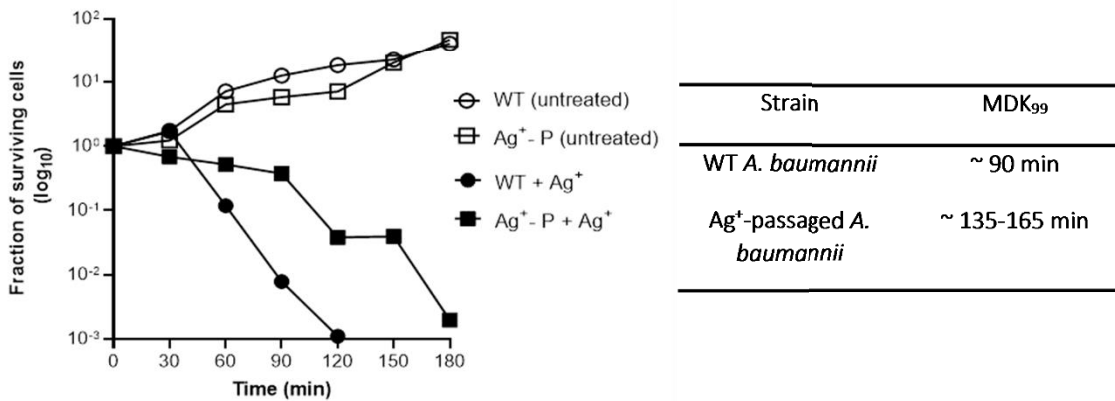 Fraction of surviving cells
(log₁₀)
10²
10¹
10⁰
10⁻¹
10⁻²
10⁻³
0 30 60 90 120 150 180
Time (min)
WT (untreated)
Ag⁺- P (untreated)
WT + Ag⁺
Ag⁺- P + Ag⁺
Strain MDK₉₉
WT A. baumannii ~ 90 min
Ag⁺-passaged A. ~ 135-165 min
baumannii